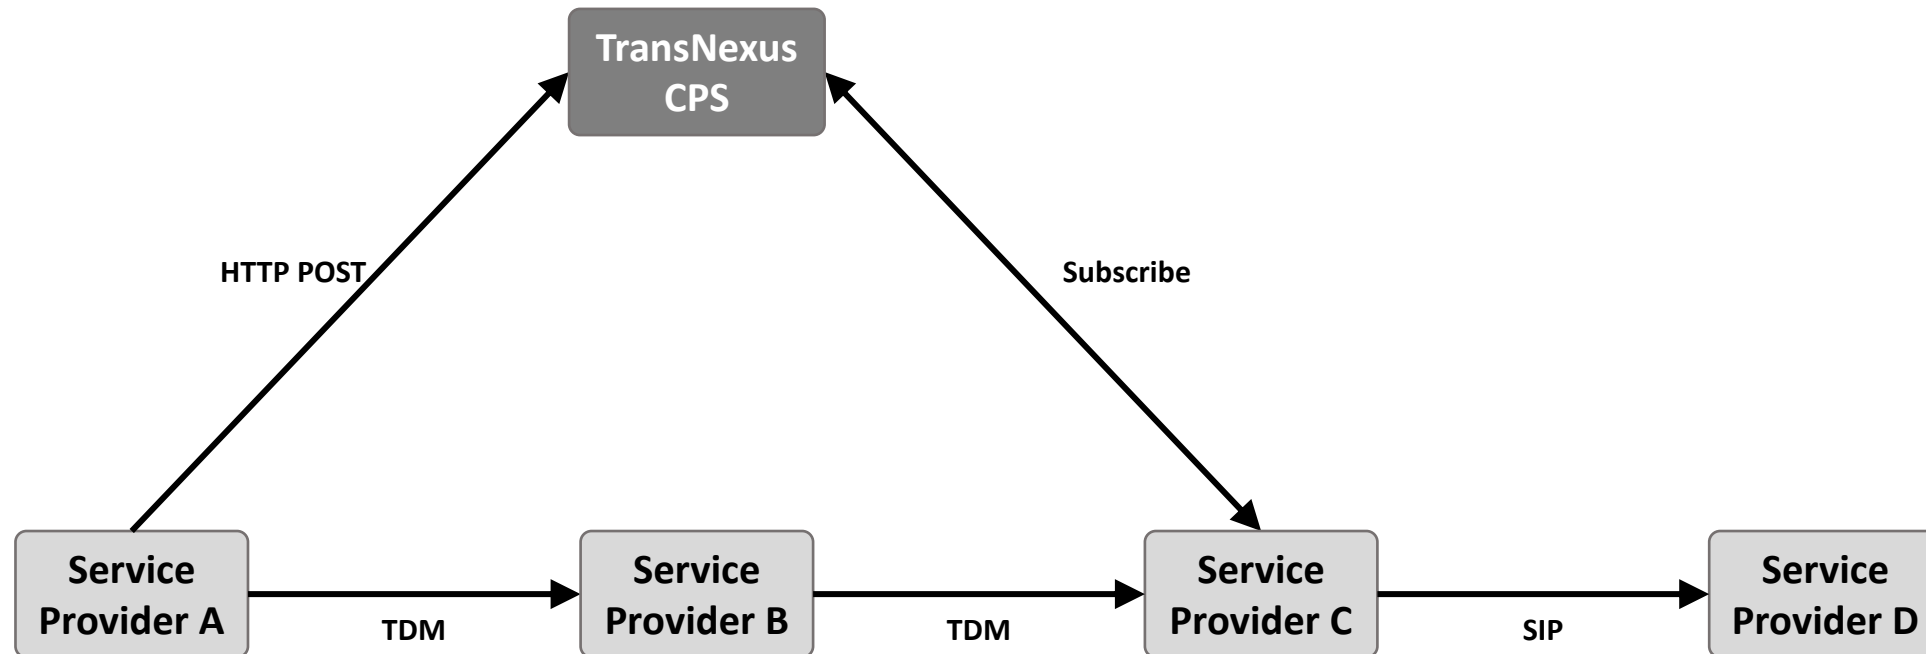 TransNexus
CPS
HTTP POST
Subscribe
Service
Provider A
TDM
Service
Provider B
TDM
Service
Provider C
SIP
Service
Provider D